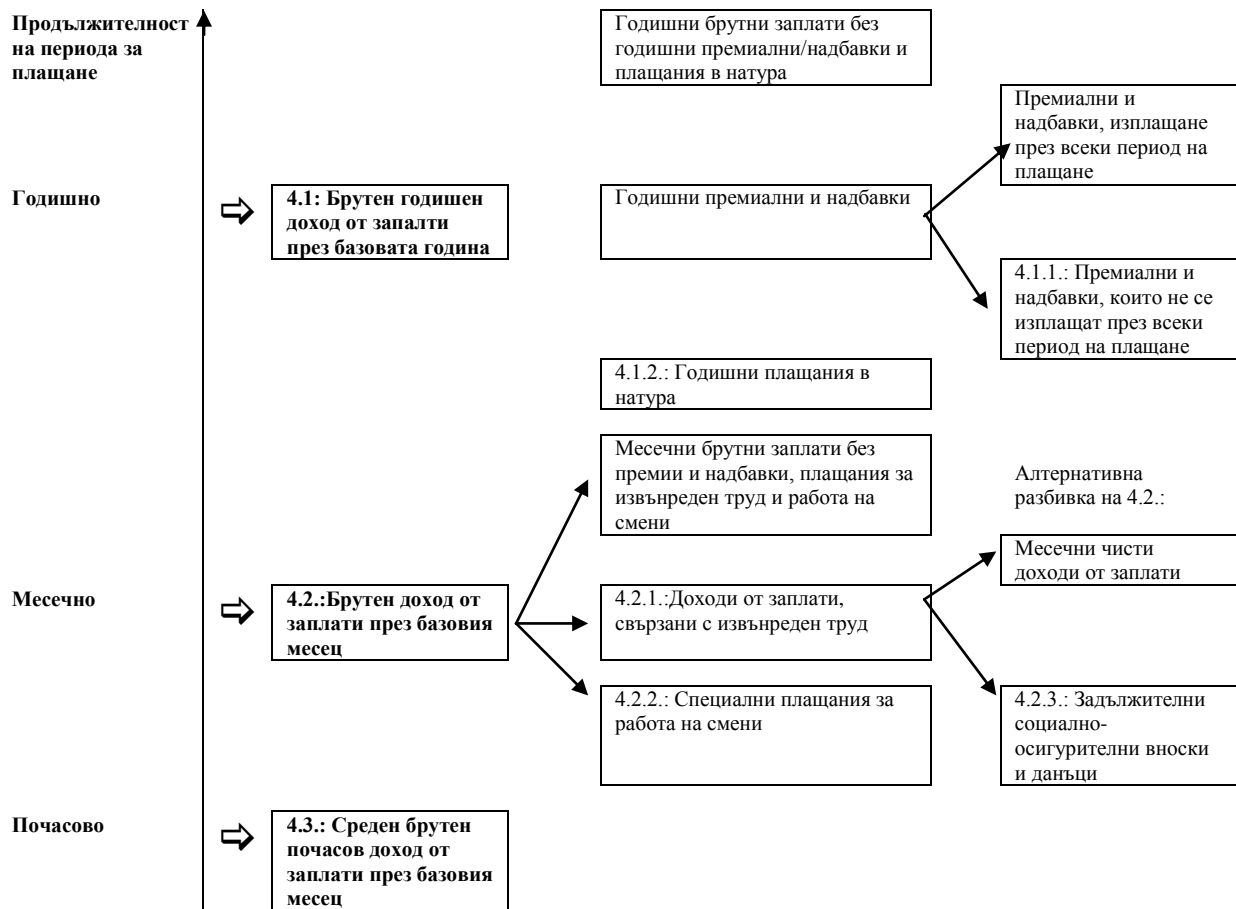 Продължителност
на периода за
плащане
Годишни брутни заплати без
годишни премиални/надбавки и
плащания в натура
Премиални и
надбавки, изплащане
през всеки период на
плащане
Годишно
4.1: Брутен годишен
доход от запалти
през базовата година
Годишни премиални и надбавки
4.1.1.: Премиални и
надбавки, които не се
изплащат през всеки
период на плащане
4.1.2.: Годишни плащания в
натура
Месечни брутни заплати без
премии и надбавки, плащания за
извънреден труд и работа на
смени
Алтернативна
разбивка на 4.2.:
Месечни чисти
доходи от заплати
Месечно
4.2.:Брутен доход от
заплати през базовия
месец
4.2.1.:Доходи от заплати,
свързани с извънреден труд
4.2.2.: Специални плащания за
работа на смени
4.2.3.: Задължителни
социално-
осигурителни вноски
и данъци
Почасово
4.3.: Среден брутен
почасов доход от
заплати през базовия
месец